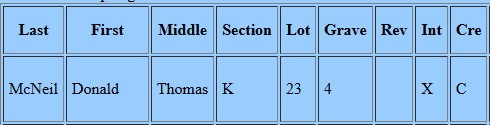 Last First Middle Section Lot Grave Rev Int Cre
McNeil Donald Thomas K 23 4 X C